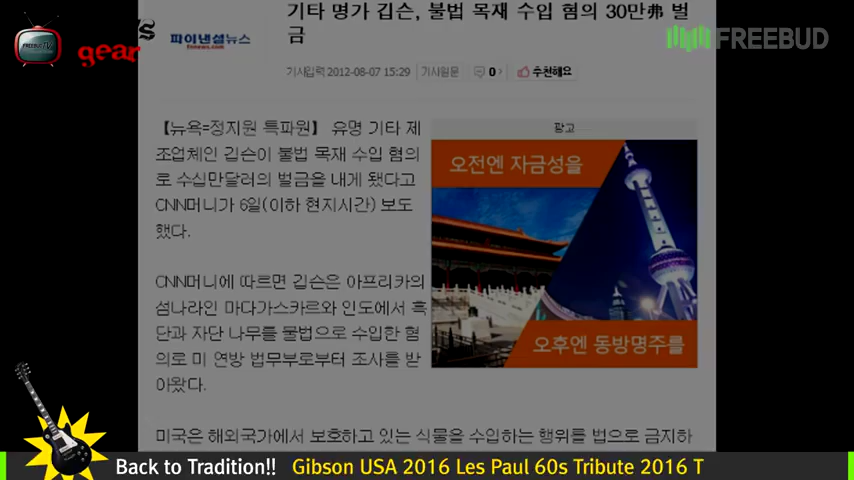 기타 명가 깁슨, 불법 목재 수입 혐의 30만弗 벌
금
FREEBUD
FREEBUD TV
s
gear
파이낸셜뉴스
fnnews.com
기사입력 2012-08-07 15:29 기사원문 0 추천해요
【뉴욕=정지원 특파원】 유명 기타 제
조업체인 깁슨이 불법 목재 수입 혐의
로 수십만달러의 벌금을 내게 됐다고
CNN머니가 6일(이하 현지시간) 보도
했다.
광고
오전엔 자금성을
오후엔 동방명주를
CNN머니에 따르면 깁슨은 아프리카의
섬나라인 마다가스카르와 인도에서 흑
단과 자단 나무를 불법으로 수입한 혐
의로 미 연방 법무부로부터 조사를 받
아왔다.
미국은 해외국가에서 보호하고 있는 식물을 수입하는 행위를 법으로 금지하
Back to Tradition!! Gibson USA 2016 Les Paul 60s Tribute 2016 T